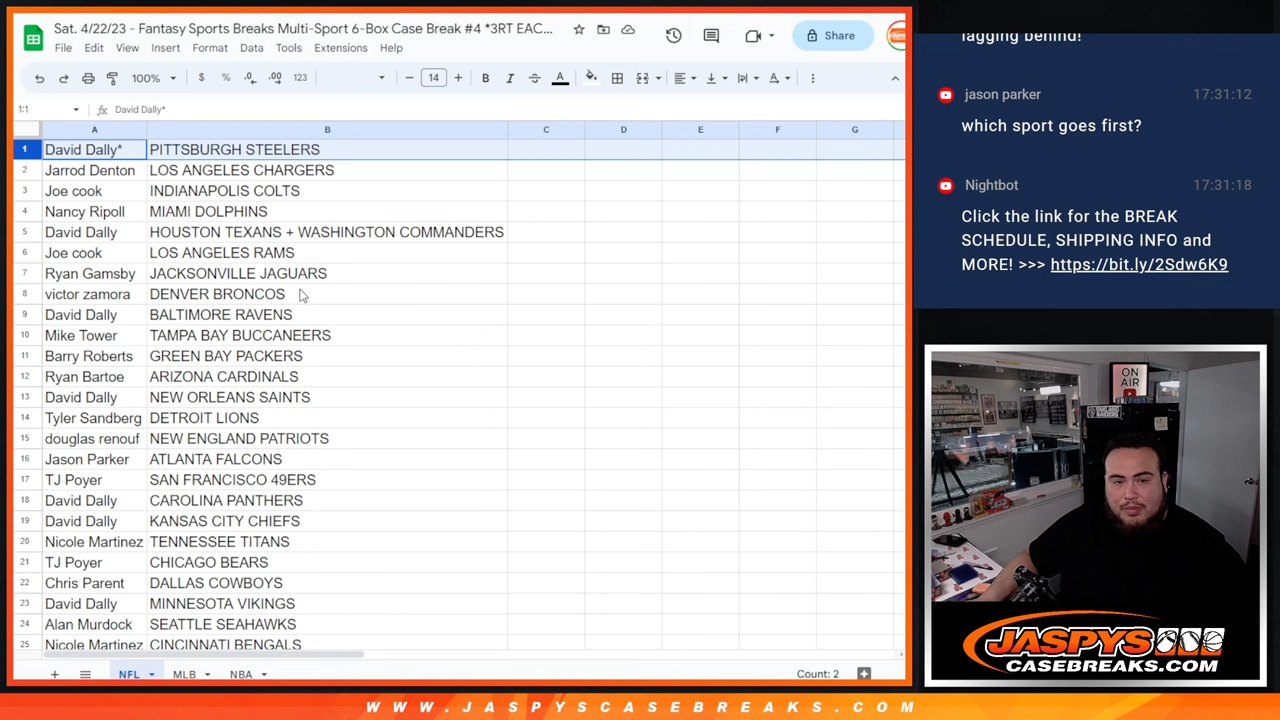 Sat. 4/22/23 - Fantasy Sports Breaks Multi-Sport 6-Box Case Break #4 *3RT EAC...
Share
File Edit View Insert Format Data Tools Extensions Help
100% $ % .0 .00 123 14 B I A
1:1 fx David Dally*
A B C D E F G
1 David Dally* PITTSBURGH STEELERS
2 Jarrod Denton LOS ANGELES CHARGERS
3 Joe cook INDIANAPOLIS COLTS
4 Nancy Ripoll MIAMI DOLPHINS
5 David Dally HOUSTON TEXANS + WASHINGTON COMMANDERS
6 Joe cook LOS ANGELES RAMS
7 Ryan Gamsby JACKSONVILLE JAGUARS
8 victor zamora DENVER BRONCOS
9 David Dally BALTIMORE RAVENS
10 Mike Tower TAMPA BAY BUCCANEERS
11 Barry Roberts GREEN BAY PACKERS
12 Ryan Bartoe ARIZONA CARDINALS
13 David Dally NEW ORLEANS SAINTS
14 Tyler Sandberg DETROIT LIONS
15 douglas renouf NEW ENGLAND PATRIOTS
16 Jason Parker ATLANTA FALCONS
17 TJ Poyer SAN FRANCISCO 49ERS
18 David Dally CAROLINA PANTHERS
19 David Dally KANSAS CITY CHIEFS
20 Nicole Martinez TENNESSEE TITANS
21 TJ Poyer CHICAGO BEARS
22 Chris Parent DALLAS COWBOYS
23 David Dally MINNESOTA VIKINGS
24 Alan Murdock SEATTLE SEAHAWKS
25 Nicole Martinez CINCINNATI BENGALS
NFL MLB NBA Count: 2
lagging behind!
jason parker 17:31:12
which sport goes first?
Nightbot 17:31:18
Click the link for the BREAK
SCHEDULE, SHIPPING INFO and
MORE! >>> https://bit.ly/2Sdw6K9
ON
AIR
JASPYS
CASEBREAKS.COM
WWW.JASPYSCASEBREAKS.COM